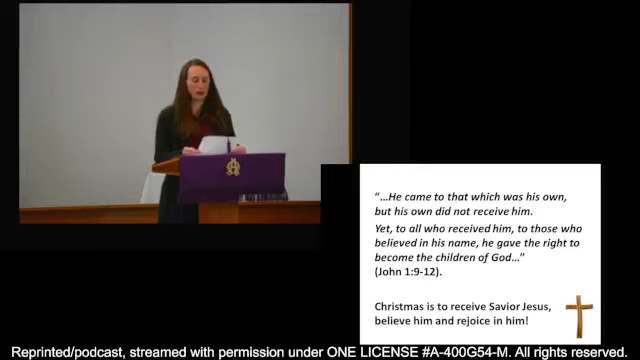 “…He came to that which was his own,
but his own did not receive him.
Yet, to all who received him, to those who
believed in his name, he gave the right to
become the children of God…”
(John 1:9-12).
Christmas is to receive Savior Jesus,
believe him and rejoice in him!
Reprinted/podcast, streamed with permission under ONE LICENSE #A-400G54-M. All rights reserved.